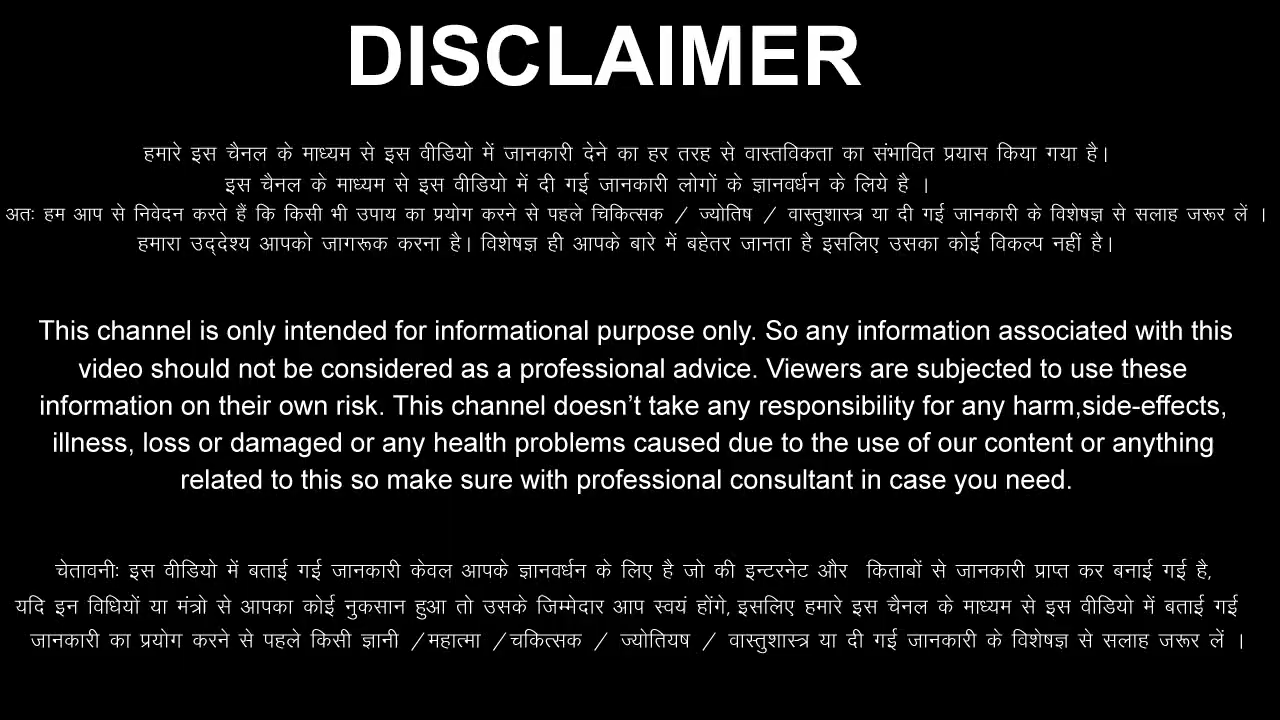 DISCLAIMER
हमारे इस चैनल के माध्यम से इस वीडियो में जानकारी देने का हर तरह से वास्तविकता का संभावित प्रयास किया गया है।
इस चैनल के माध्यम से इस वीडियो में दी गई जानकारी लोगों के ज्ञानवर्धन के लिये है ।
अतः हम आप से निवेदन करते हैं कि किसी भी उपाय का प्रयोग करने से पहले चिकित्सक / ज्योतिष / वास्तुशास्त्र या दी गई जानकारी के विशेषज्ञ से सलाह जरूर लें ।
हमारा उद्देश्य आपको जागरूक करना है। विशेषज्ञ ही आपके बारे में बहेतर जानता है इसलिए उसका कोई विकल्प नहीं है।
This channel is only intended for informational purpose only. So any information associated with this
video should not be considered as a professional advice. Viewers are subjected to use these
information on their own risk. This channel doesn’t take any responsibility for any harm,side-effects,
illness, loss or damaged or any health problems caused due to the use of our content or anything
related to this so make sure with professional consultant in case you need.
चेतावनीः इस वीडियो में बताई गई जानकारी केवल आपके ज्ञानवर्धन के लिए है जो की इन्टरनेट और किताबों से जानकारी प्राप्त कर बनाई गई है,
यदि इन विधियों या मंत्रो से आपका कोई नुकसान हुआ तो उसके जिम्मेदार आप स्वयं होंगे, इसलिए हमारे इस चैनल के माध्यम से इस वीडियो में बताई गई
जानकारी का प्रयोग करने से पहले किसी ज्ञानी /महात्मा /चकित्सक / ज्योतियष / वास्तुशास्त्र या दी गई जानकारी के विशेषज्ञ से सलाह जरूर लें ।